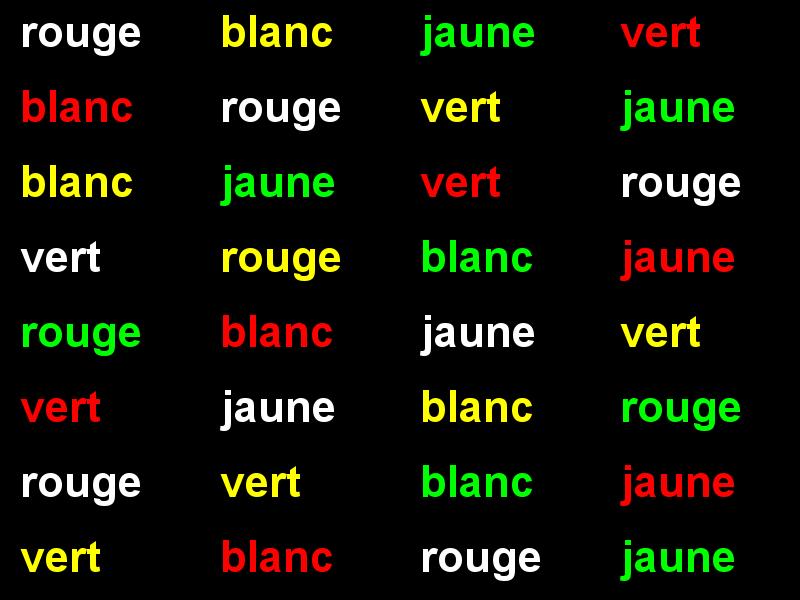 rouge blanc jaune vert
blanc rouge vert jaune
blanc jaune vert rouge
vert rouge blanc jaune
rouge blanc jaune vert
vert jaune blanc rouge
rouge vert blanc jaune
vert blanc rouge jaune